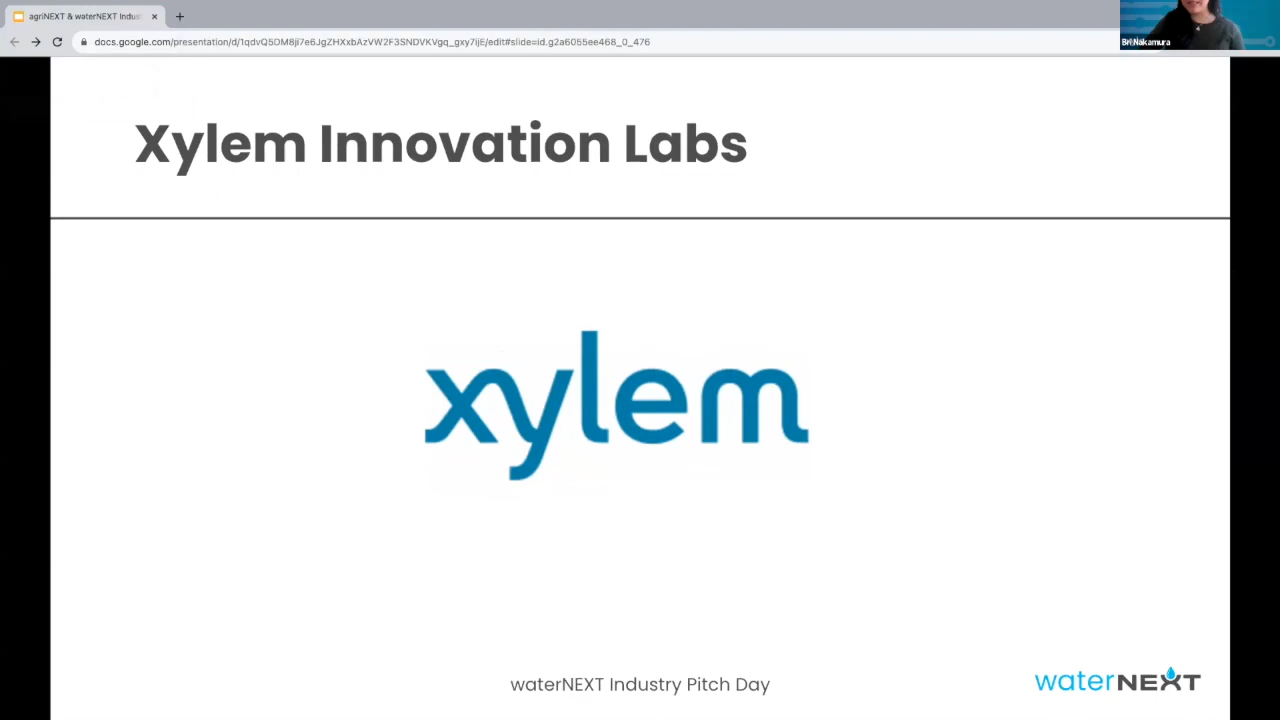 agriNEXT & waterNEXT Indus
docs.google.com/presentation/d/1qdvQ5DM8ji7e6JgZHXxbAzVW2F3SNDVKVgq_gxy7ijE/edit#slide=id.g2a6055ee468_0_476
Bri Nakamura
Xylem Innovation Labs
xylem
waterNEXT Industry Pitch Day
waterNEXT